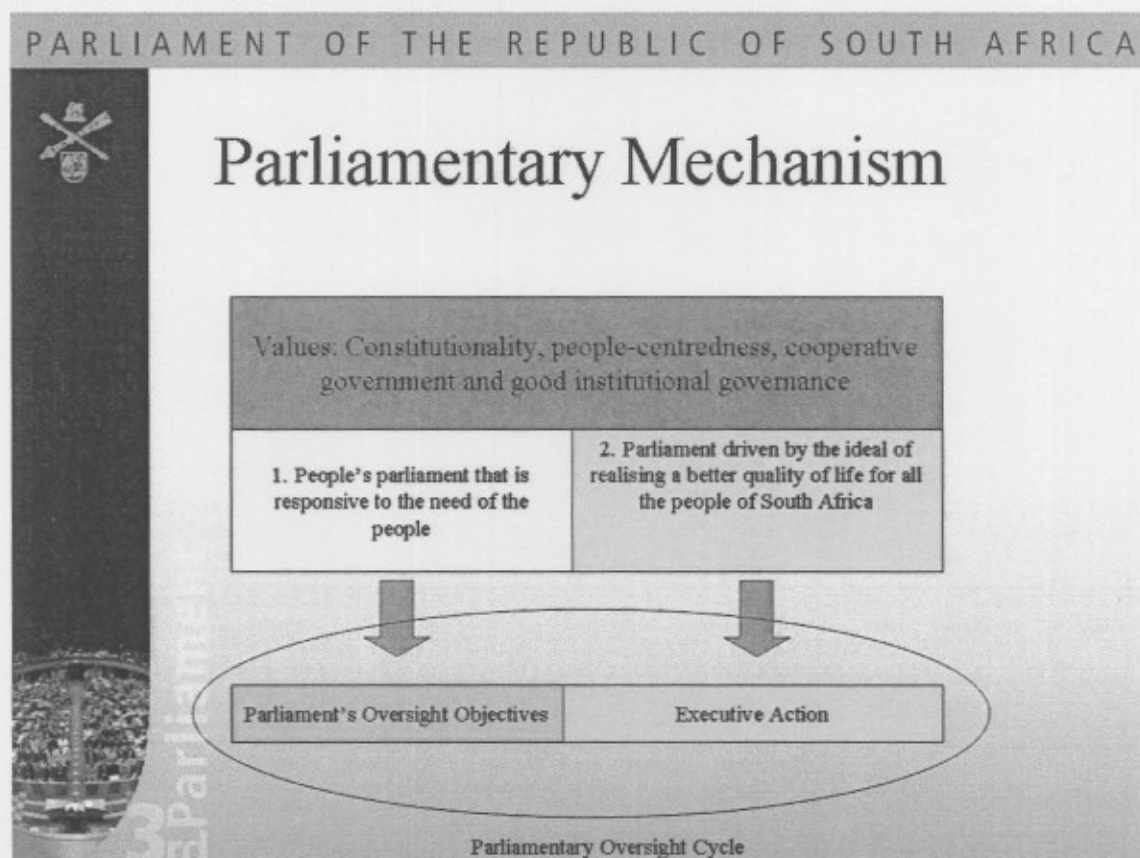 PARLIAMENT OF THE REPUBLIC OF SOUTH AFRICA
Parliamentary Mechanism
Values: Constitutionality, people-centredness, cooperative
government and good institutional governance
1. People's parliament that is
responsive to the need of the
people
2. Parliament driven by the ideal of
realising a better quality of life for all
the people of South Africa
Parliament's Oversight Objectives
Executive Action
Parliamentary Oversight Cycle